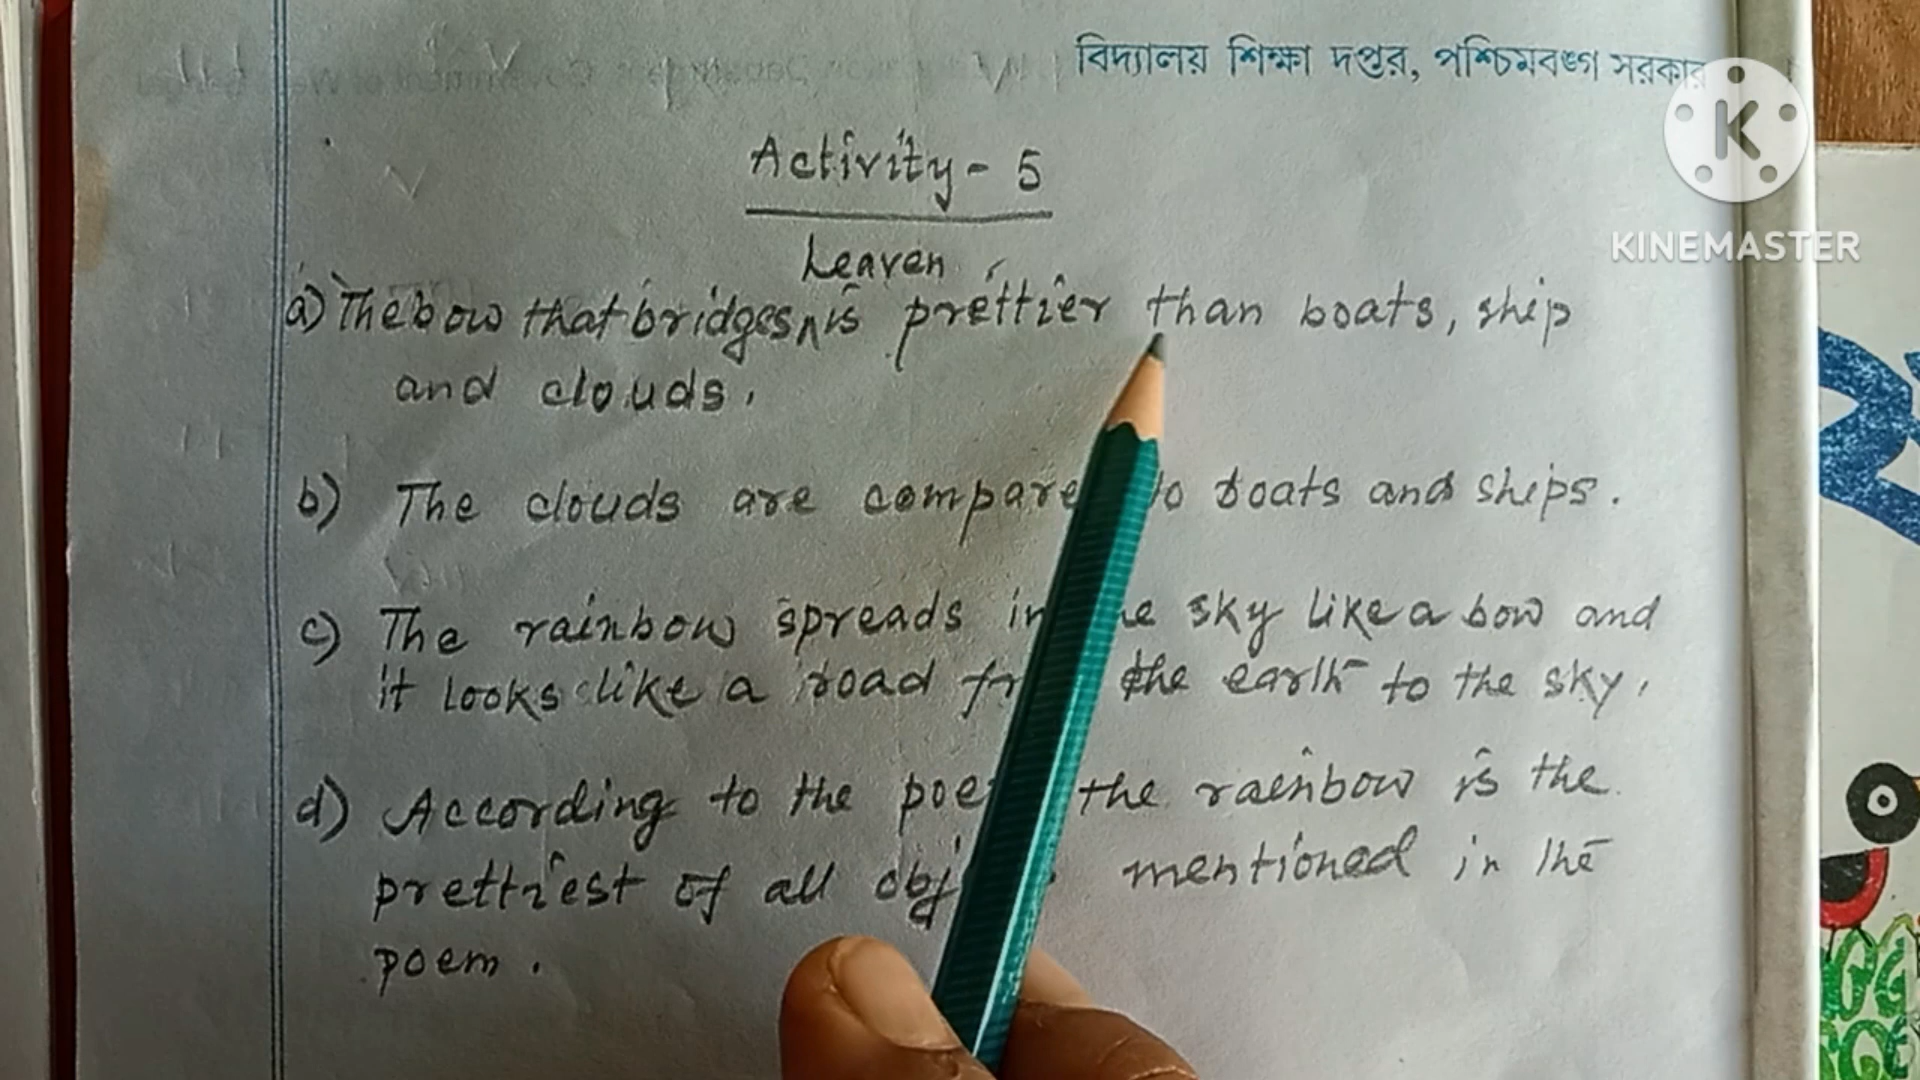 বিদ্যালয় শিক্ষা দপ্তর, পশ্চিমবঙ্গ সরকার
K
KINEMASTER
Activity - 5
heaven
a) The bow that bridges ^ is prettier than boats, ship
and clouds.
b) The clouds are compare to boats and ships.
c) The rainbow spreads in sky like a bow and
it looks like a road the earth to the sky.
d) According to the the rainbow is the
prettiest of all mentioned in the
poem.